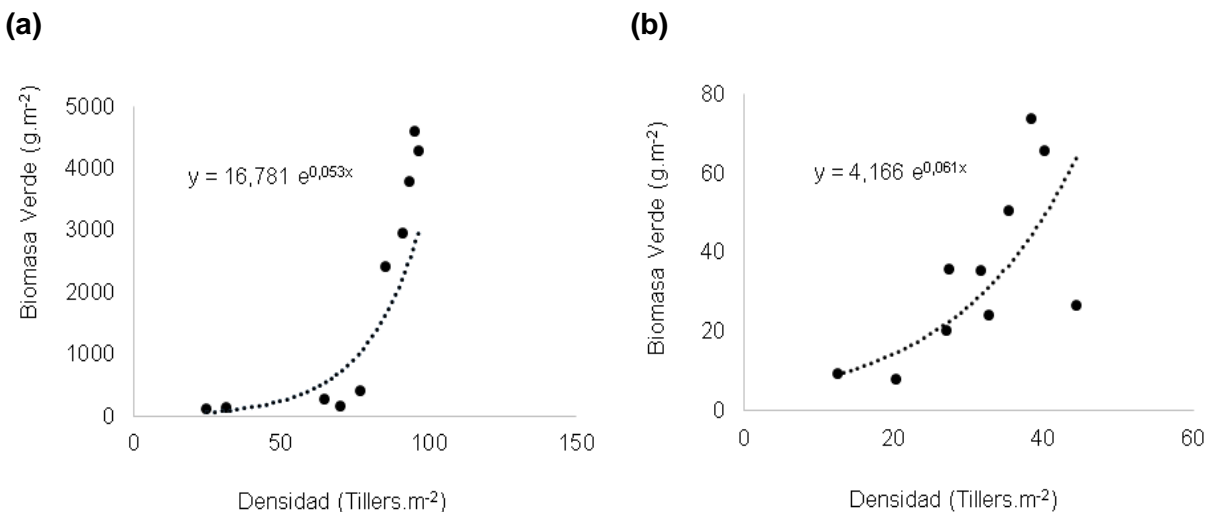 (a)
Biomasa Verde (g.m-2)
5000
4000
3000
2000
1000
0
y = 16,781 e0,053x
0 50 100 150
Densidad (Tillers.m-2)
(b)
Biomasa Verde (g.m-2)
80
60
40
20
0
y = 4,166 e0,061x
0 20 40 60
Densidad (Tillers.m-2)